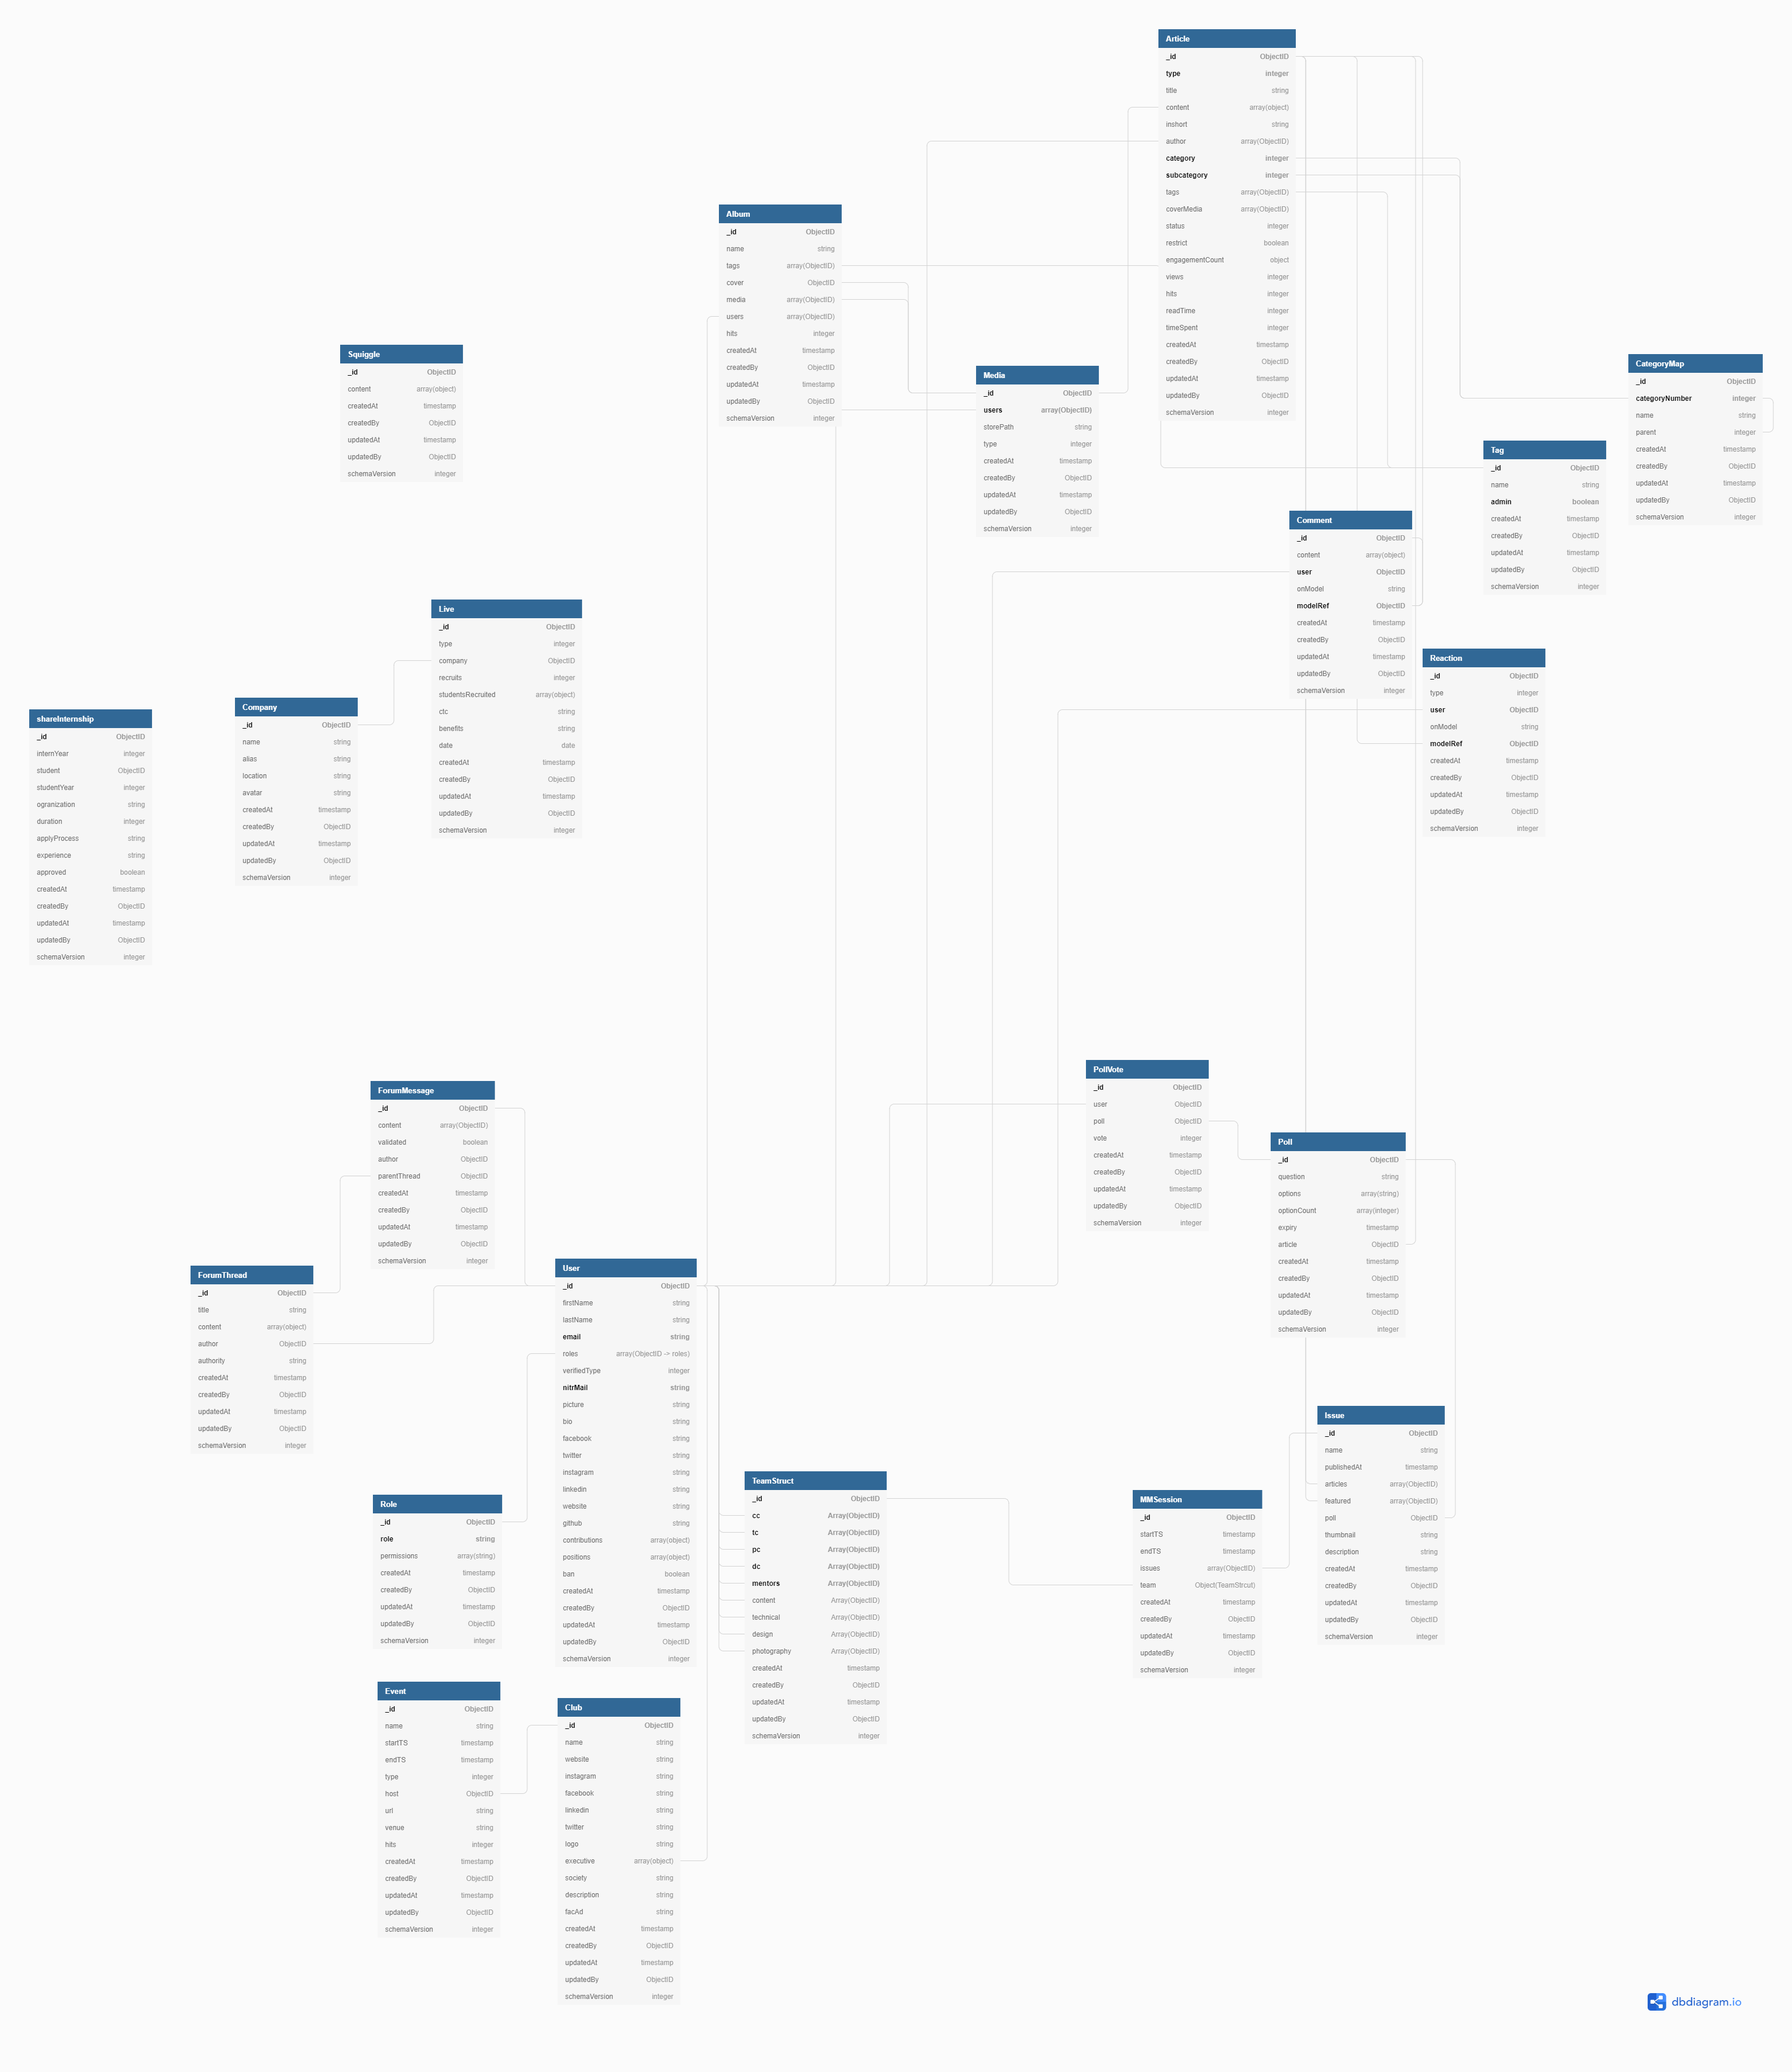 Article
_id ObjectID
type integer
title string
content array(object)
inshort string
author array(ObjectID)
category integer
subcategory integer
tags array(ObjectID)
coverMedia array(ObjectID)
status integer
restrict boolean
engagementCount object
views integer
hits integer
readTime integer
timeSpent integer
createdAt timestamp
createdBy ObjectID
updatedAt timestamp
updatedBy ObjectID
schemaVersion integer
Album
_id ObjectID
name string
tags array(ObjectID)
cover ObjectID
media array(ObjectID)
users array(ObjectID)
hits integer
createdAt timestamp
createdBy ObjectID
updatedAt timestamp
updatedBy ObjectID
schemaVersion integer
Squiggle
_id ObjectID
content array(object)
createdAt timestamp
createdBy ObjectID
updatedAt timestamp
updatedBy ObjectID
schemaVersion integer
Media
_id ObjectID
users array(ObjectID)
storePath string
type integer
createdAt timestamp
createdBy ObjectID
updatedAt timestamp
updatedBy ObjectID
schemaVersion integer
CategoryMap
_id ObjectID
categoryNumber integer
name string
parent integer
createdAt timestamp
createdBy ObjectID
updatedAt timestamp
updatedBy ObjectID
schemaVersion integer
Tag
_id ObjectID
name string
admin boolean
createdAt timestamp
createdBy ObjectID
updatedAt timestamp
updatedBy ObjectID
schemaVersion integer
Comment
_id ObjectID
content array(object)
user ObjectID
onModel string
modelRef ObjectID
createdAt timestamp
createdBy ObjectID
updatedAt timestamp
updatedBy ObjectID
schemaVersion integer
Live
_id ObjectID
type integer
company ObjectID
recruits integer
studentsRecruited array(object)
ctc string
benefits string
date date
createdAt timestamp
createdBy ObjectID
updatedAt timestamp
updatedBy ObjectID
schemaVersion integer
Reaction
_id ObjectID
type integer
user ObjectID
onModel string
modelRef ObjectID
createdAt timestamp
createdBy ObjectID
updatedAt timestamp
updatedBy ObjectID
schemaVersion integer
Company
_id ObjectID
name string
alias string
location string
avatar string
createdAt timestamp
createdBy ObjectID
updatedAt timestamp
updatedBy ObjectID
schemaVersion integer
shareInternship
_id ObjectID
internYear integer
student ObjectID
studentYear integer
ogranization string
duration integer
applyProcess string
experience string
approved boolean
createdAt timestamp
createdBy ObjectID
updatedAt timestamp
updatedBy ObjectID
schemaVersion integer
PollVote
_id ObjectID
user ObjectID
poll ObjectID
vote integer
createdAt timestamp
createdBy ObjectID
updatedAt timestamp
updatedBy ObjectID
schemaVersion integer
ForumMessage
_id ObjectID
content array(ObjectID)
validated boolean
author ObjectID
parentThread ObjectID
createdAt timestamp
createdBy ObjectID
updatedAt timestamp
updatedBy ObjectID
schemaVersion integer
Poll
_id ObjectID
question string
options array(string)
optionCount array(integer)
expiry timestamp
article ObjectID
createdAt timestamp
createdBy ObjectID
updatedAt timestamp
updatedBy ObjectID
schemaVersion integer
User
_id ObjectID
firstName string
lastName string
email string
roles array(ObjectID -> roles)
verifiedType integer
nitrMail string
picture string
bio string
facebook string
twitter string
instagram string
linkedin string
website string
github string
contributions array(object)
positions array(object)
ban boolean
createdAt timestamp
createdBy ObjectID
updatedAt timestamp
updatedBy ObjectID
schemaVersion integer
ForumThread
_id ObjectID
title string
content array(object)
author ObjectID
authority string
createdAt timestamp
createdBy ObjectID
updatedAt timestamp
updatedBy ObjectID
schemaVersion integer
Issue
_id ObjectID
name string
publishedAt timestamp
articles array(ObjectID)
featured array(ObjectID)
poll ObjectID
thumbnail string
description string
createdAt timestamp
createdBy ObjectID
updatedAt timestamp
updatedBy ObjectID
schemaVersion integer
TeamStruct
_id ObjectID
cc Array(ObjectID)
tc Array(ObjectID)
pc Array(ObjectID)
dc Array(ObjectID)
mentors Array(ObjectID)
content Array(ObjectID)
technical Array(ObjectID)
design Array(ObjectID)
photography Array(ObjectID)
createdAt timestamp
createdBy ObjectID
updatedAt timestamp
updatedBy ObjectID
schemaVersion integer
MMSession
_id ObjectID
startTS timestamp
endTS timestamp
issues array(ObjectID)
team Object(TeamStrcut)
createdAt timestamp
createdBy ObjectID
updatedAt timestamp
updatedBy ObjectID
schemaVersion integer
Role
_id ObjectID
role string
permissions array(string)
createdAt timestamp
createdBy ObjectID
updatedAt timestamp
updatedBy ObjectID
schemaVersion integer
Event
_id ObjectID
name string
startTS timestamp
endTS timestamp
type integer
host ObjectID
url string
venue string
hits integer
createdAt timestamp
createdBy ObjectID
updatedAt timestamp
updatedBy ObjectID
schemaVersion integer
Club
_id ObjectID
name string
website string
instagram string
facebook string
linkedin string
twitter string
logo string
executive array(object)
society string
description string
facAd string
createdAt timestamp
createdBy ObjectID
updatedAt timestamp
updatedBy ObjectID
schemaVersion integer
dbdiagram.io